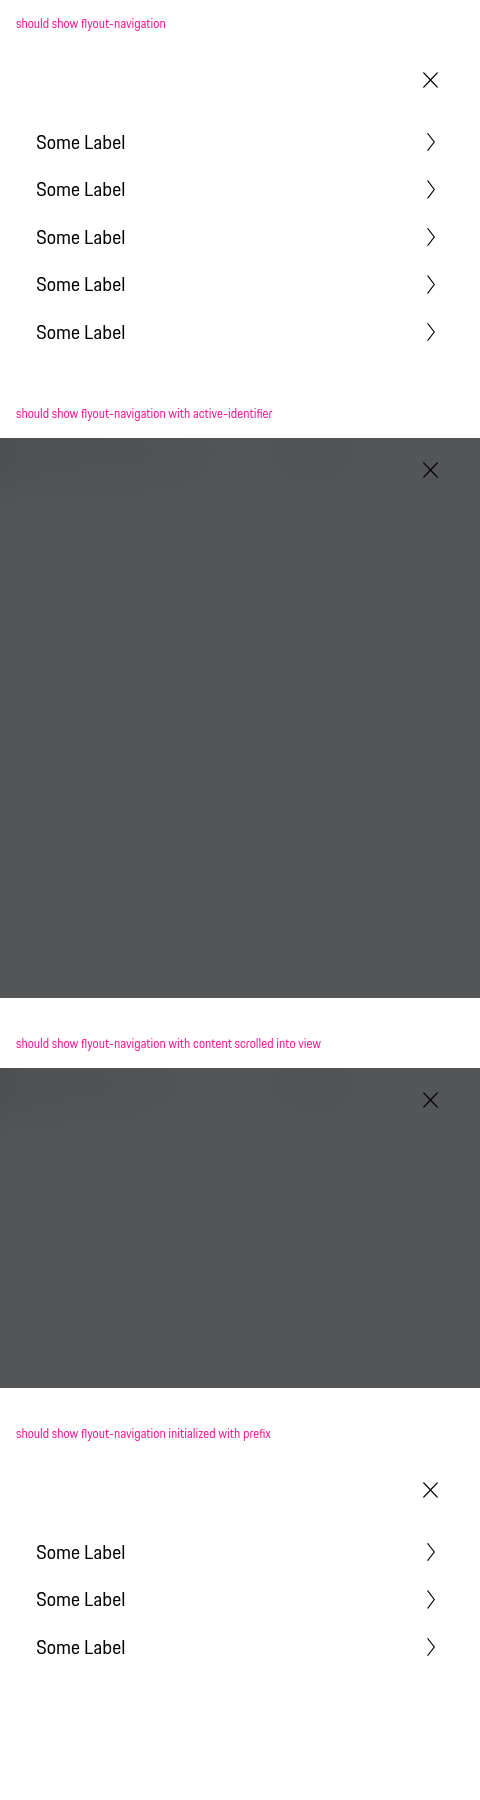 should show flyout-navigation
Some Label
Some Label
Some Label
Some Label
Some Label
should show flyout-navigation with active-identifier
should show flyout-navigation with content scrolled into view
should show flyout-navigation initialized with prefix
Some Label
Some Label
Some Label